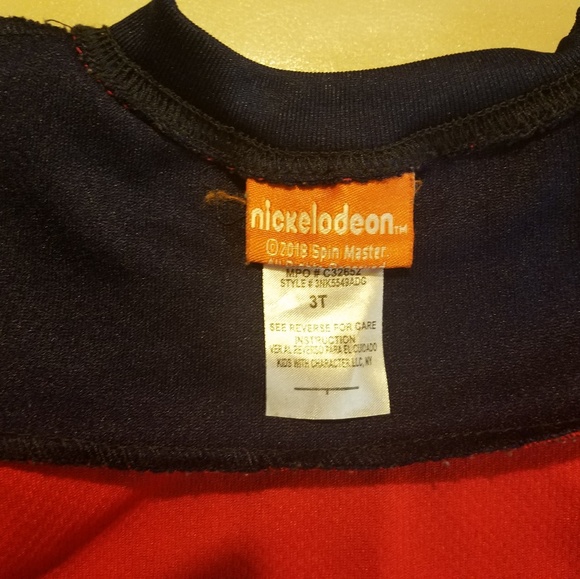 nickelodeon™
©2018 Spin Master
MPO # C32652
STYLE # 3NK5549ADG
3T
SEE REVERSE FOR CARE
INSTRUCTION
VER AL REVERSO PARA EL CUIDADO
KIDS WITH CHARACTER, LLC, NY